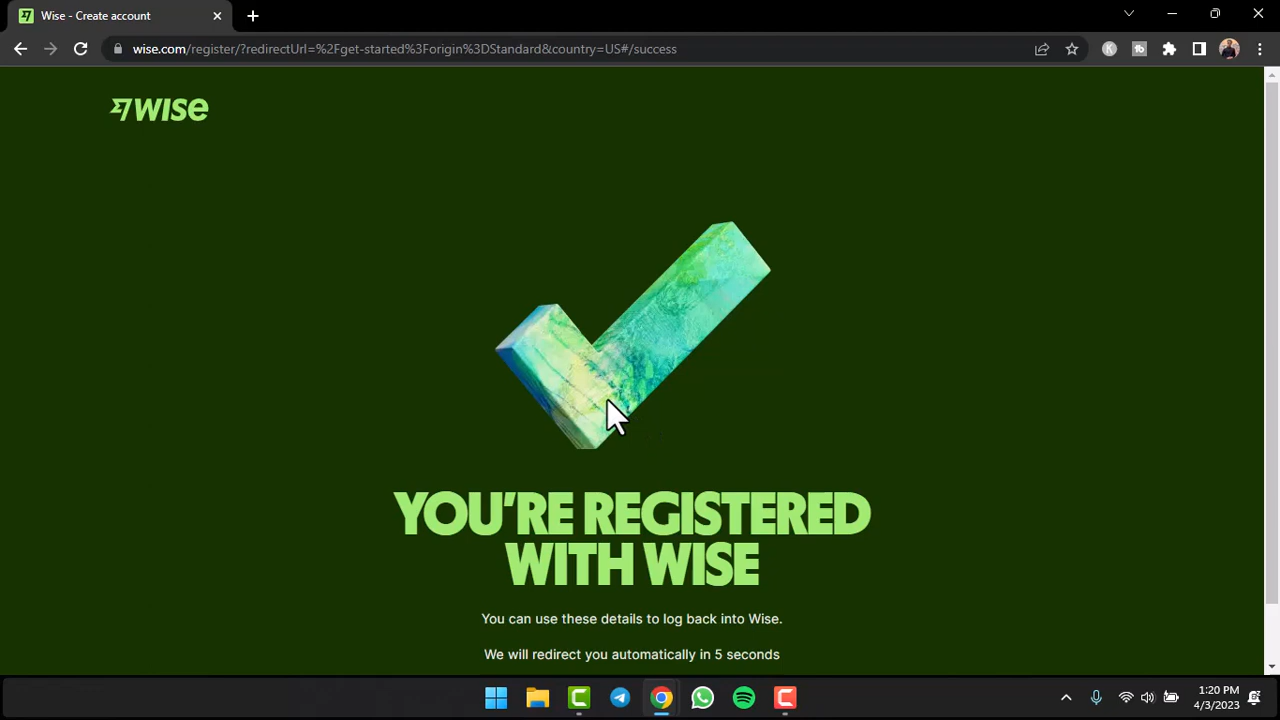 Wise - Create account
wise.com/register/?redirectUrl=%2Fget-started%3Forigin%3DStandard&country=US#/success
K
WISE
YOU'RE REGISTERED
WITH WISE
You can use these details to log back into Wise.
We will redirect you automatically in 5 seconds
1:20 PM
4/3/2023